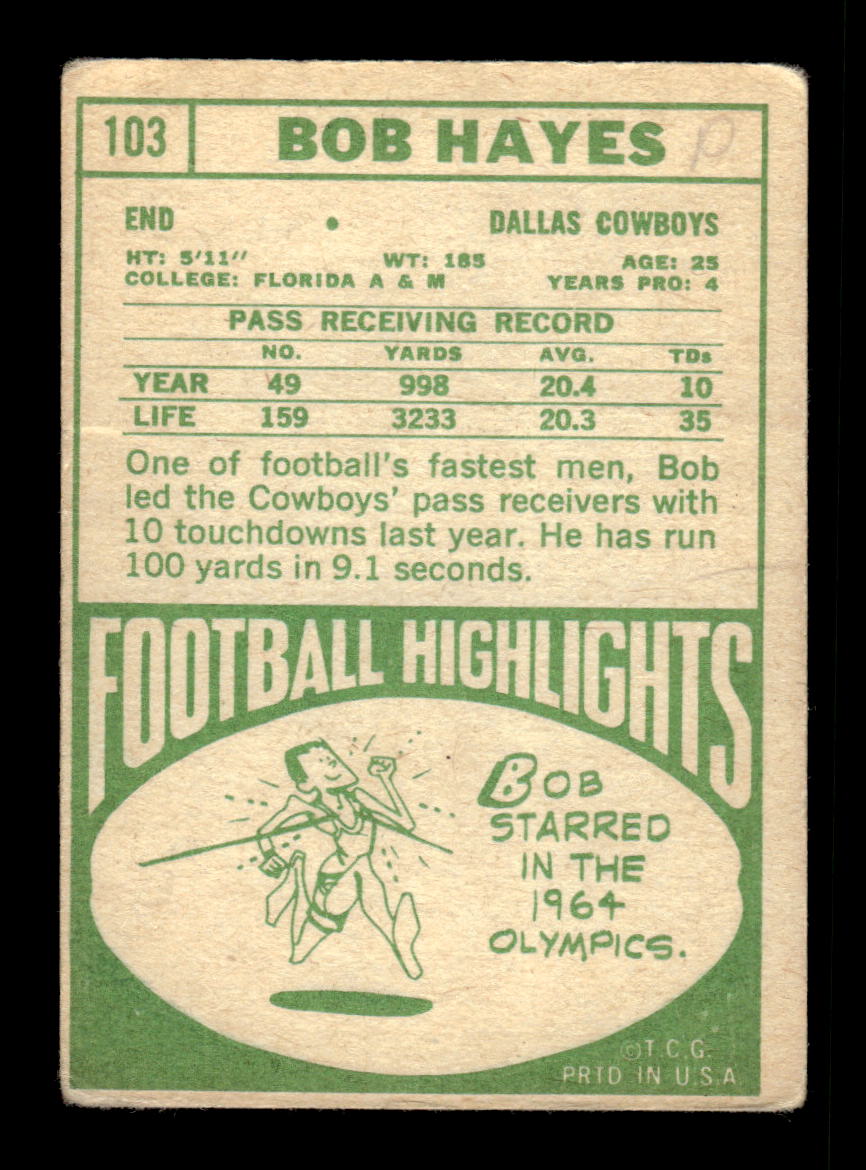 103 BOB HAYES P
END • DALLAS COWBOYS
HT: 5'11" WT: 185 AGE: 25
COLLEGE: FLORIDA A & M YEARS PRO: 4
PASS RECEIVING RECORD
NO. YARDS AVG. TDs
YEAR 49 998 20.4 10
LIFE 159 3233 20.3 35
One of football's fastest men, Bob
led the Cowboys' pass receivers with
10 touchdowns last year. He has run
100 yards in 9.1 seconds.
FOOTBALL HIGHLIGHTS
BOB
STARRED
IN THE
1964
OLYMPICS.
©T.C.G.
PRTD IN U.S.A